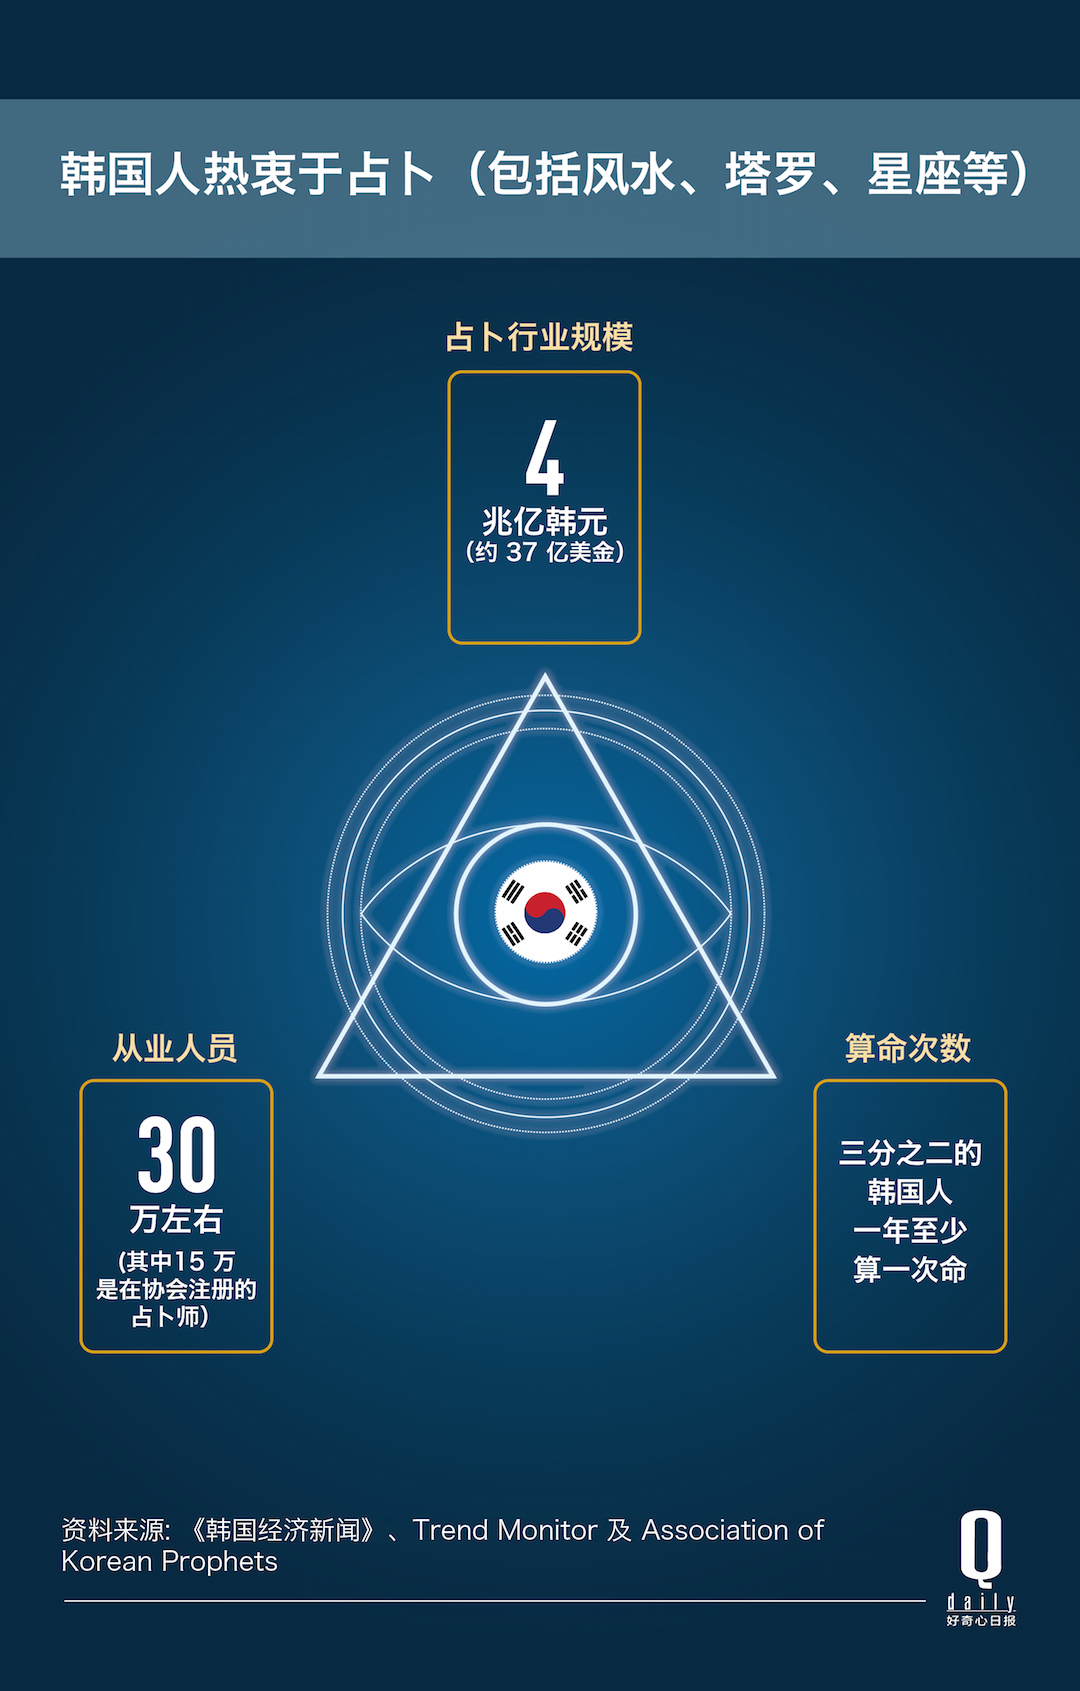 韩国人热衷于占卜（包括风水、塔罗、星座等）
占卜行业规模
4
兆亿韩元
（约 37 亿美金）
从业人员
30
万左右
(其中15 万
是在协会注册的
占卜师）
算命次数
三分之二的
韩国人
一年至少
算一次命
资料来源: 《韩国经济新闻》、Trend Monitor 及 Association of
Korean Prophets
Q
daily
好奇心日报